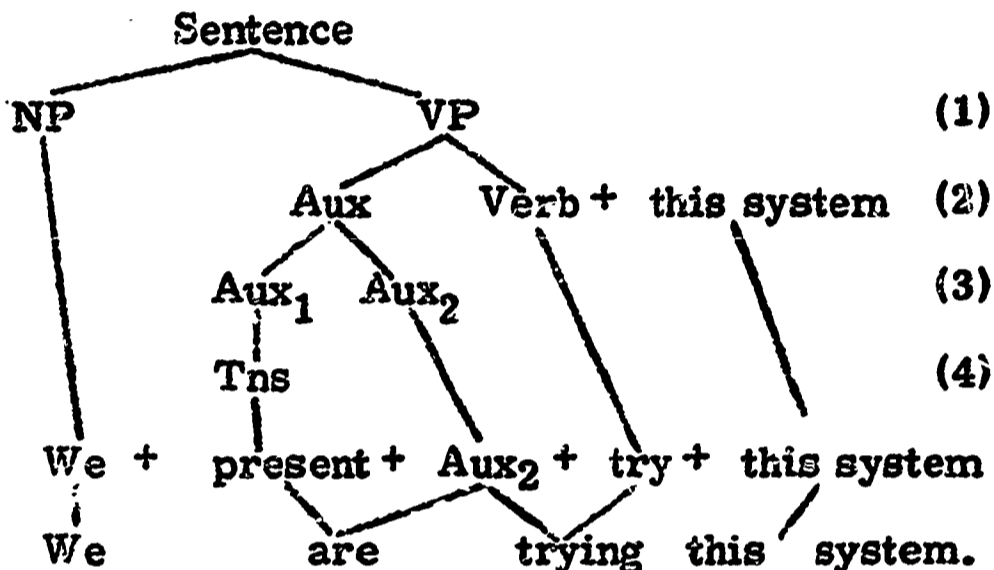 Sentence
NP VP (1)
Aux Verb + this system (2)
Aux₁ Aux₂ (3)
Tns (4)
We + present + Aux₂ + try + this system
We are trying this system.